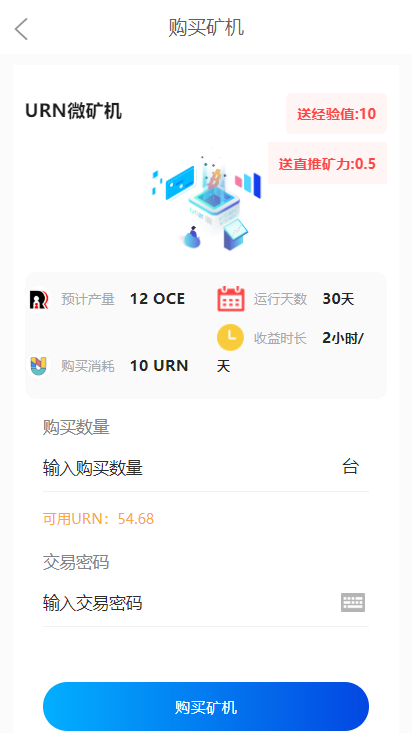 购买矿机
URN微矿机
送经验值:10
送直推矿力:0.5
预计产量 12 OCE
运行天数 30天
收益时长 2小时/
天
购买消耗 10 URN
购买数量
输入购买数量 台
可用URN：54.68
交易密码
输入交易密码
购买矿机